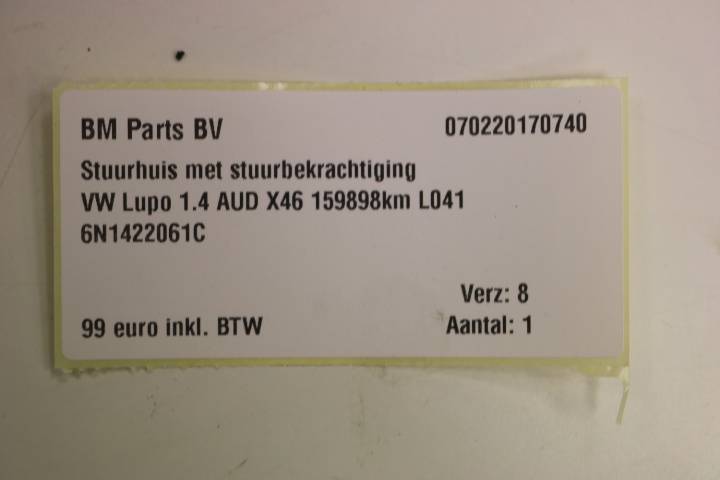 BM Parts BV 070220170740
Stuurhuis met stuurbekrachtiging
VW Lupo 1.4 AUD X46 159898km L041
6N1422061C
Verz: 8
99 euro inkl. BTW Aantal: 1